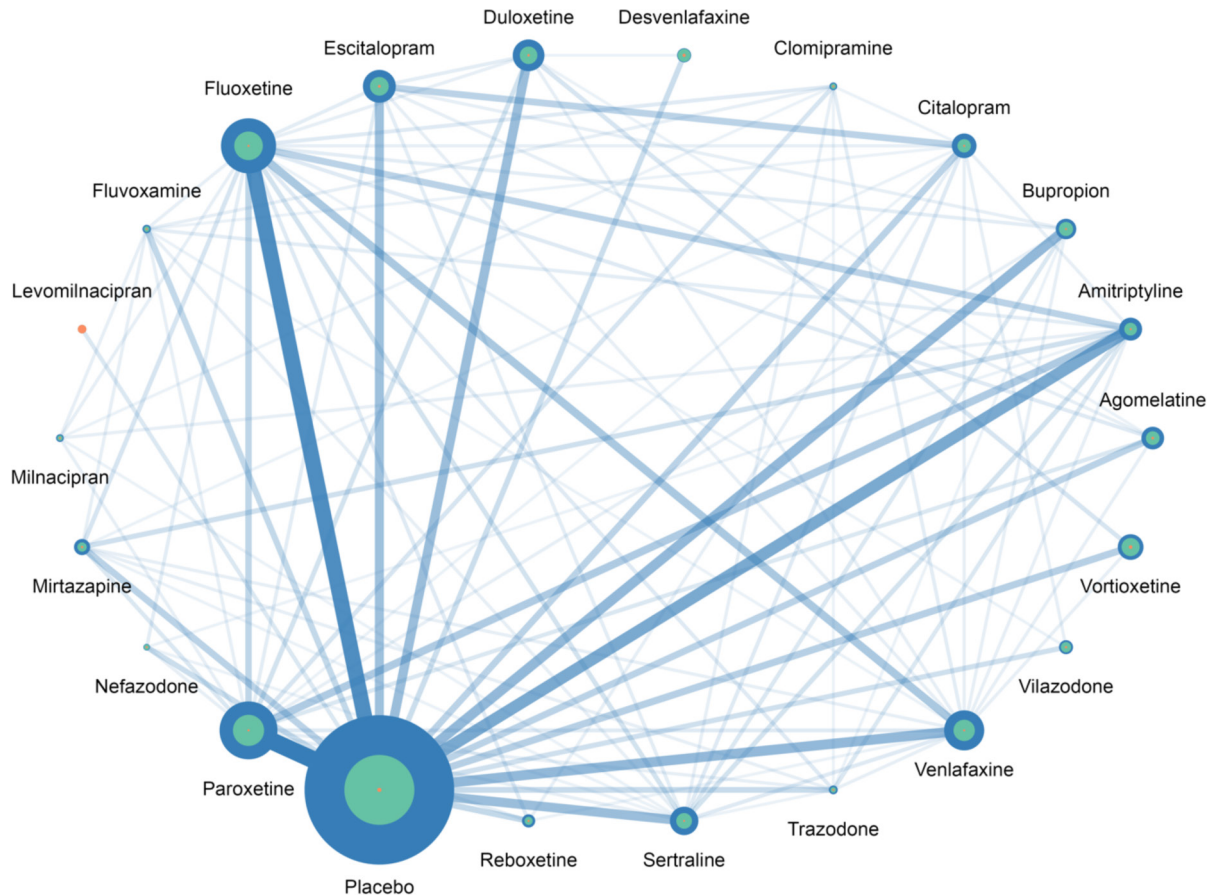 Duloxetine
Desvenlafaxine
Escitalopram
Clomipramine
Fluoxetine
Citalopram
Fluvoxamine
Bupropion
Levomilnacipran
Amitriptyline
Agomelatine
Milnacipran
Vortioxetine
Mirtazapine
Nefazodone
Vilazodone
Paroxetine
Venlafaxine
Trazodone
Reboxetine
Sertraline
Placebo